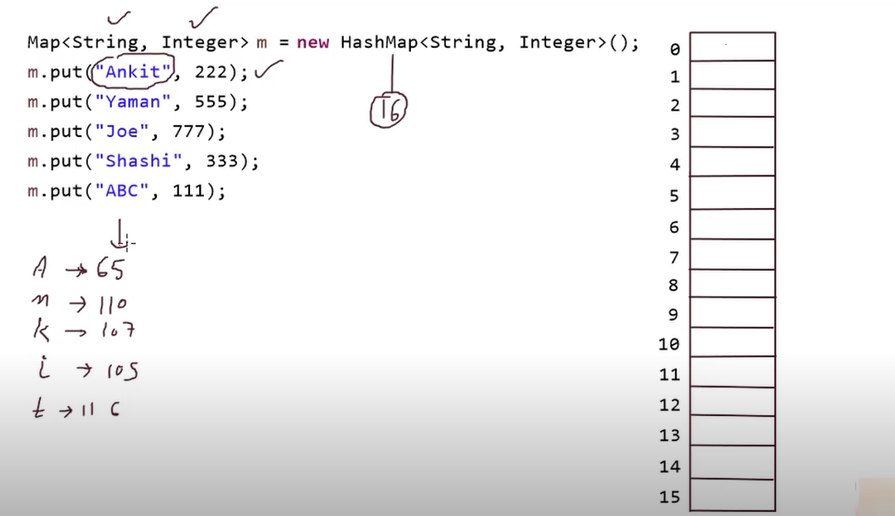 Map<String, Integer> m = new HashMap<String, Integer>();
m.put("Ankit", 222);
m.put("Yaman", 555);
m.put("Joe", 777);
m.put("Shashi", 333);
m.put("ABC", 111);
16
A → 65
n → 110
k → 107
i → 105
t → 116
0
1
2
3
4
5
6
7
8
9
10
11
12
13
14
15